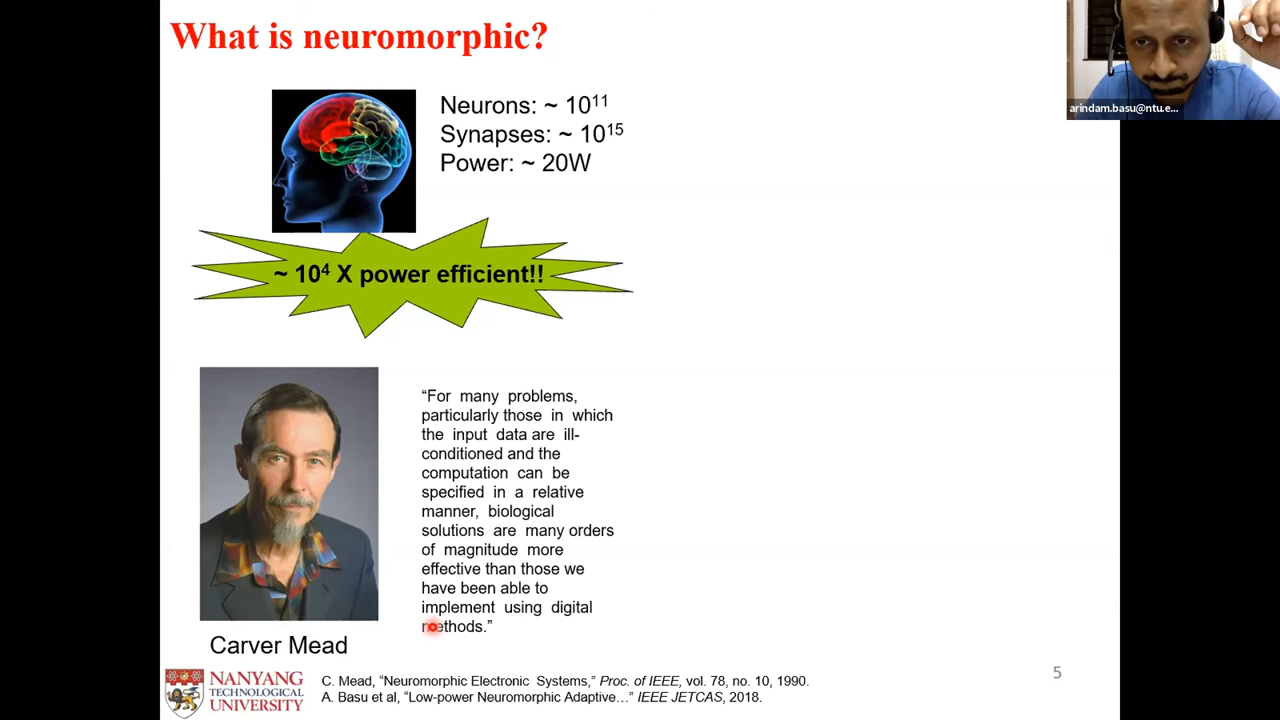 What is neuromorphic?
arindam.basu@ntu.e...
Neurons: ~ 10¹¹
Synapses: ~ 10¹⁵
Power: ~ 20W
~ 10⁴ X power efficient!!
“For many problems,
particularly those in which
the input data are ill-
conditioned and the
computation can be
specified in a relative
manner, biological
solutions are many orders
of magnitude more
effective than those we
have been able to
implement using digital
methods.”
Carver Mead
NANYANG
TECHNOLOGICAL
UNIVERSITY
C. Mead, “Neuromorphic Electronic Systems,” Proc. of IEEE, vol. 78, no. 10, 1990.
A. Basu et al, “Low-power Neuromorphic Adaptive…” IEEE JETCAS, 2018.
5